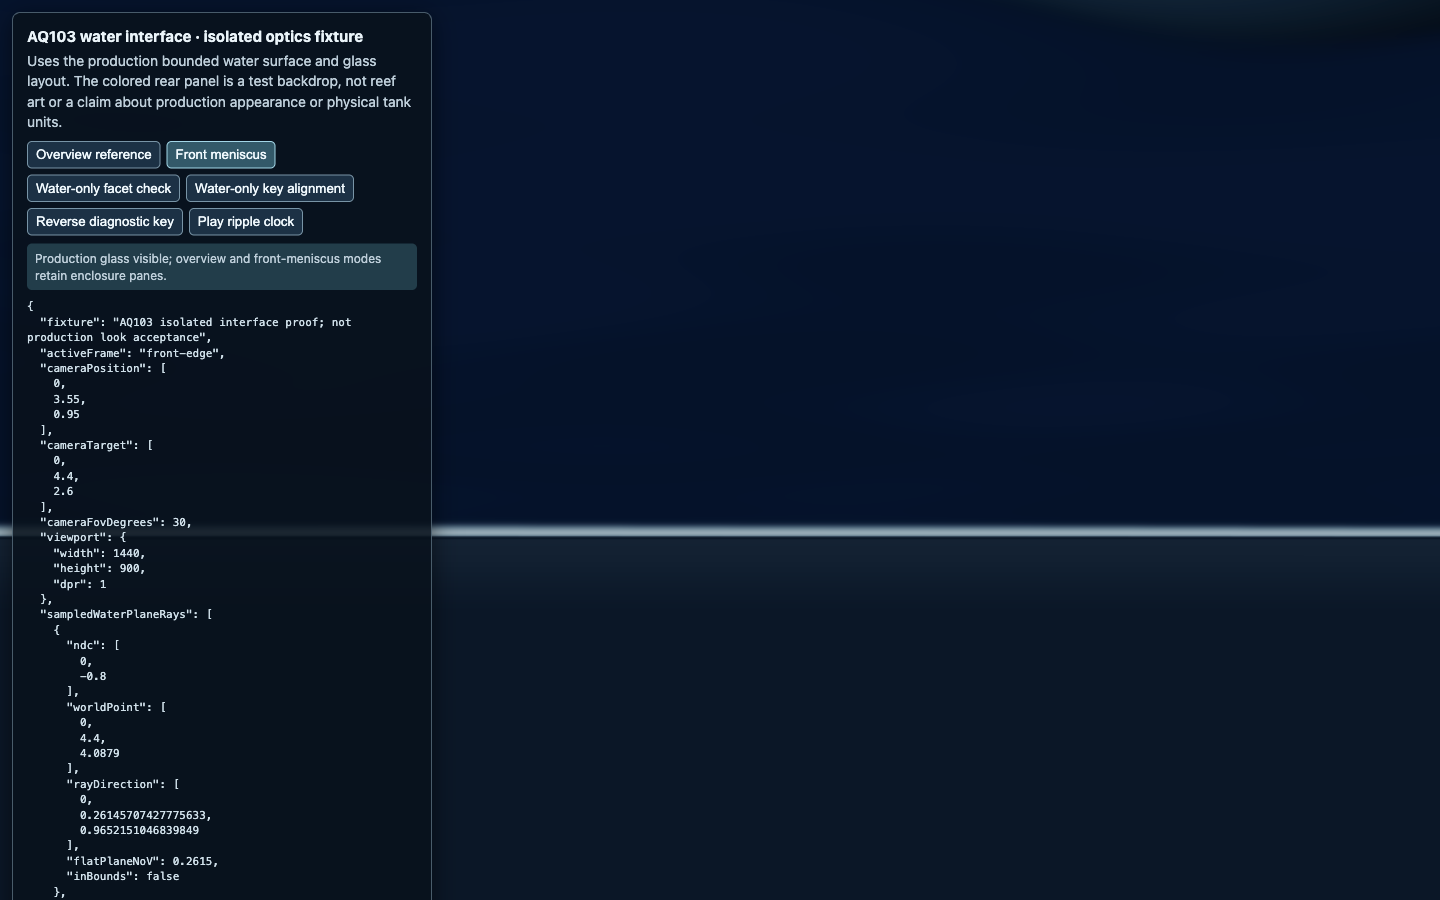 AQ103 water interface · isolated optics fixture
Uses the production bounded water surface and glass
layout. The colored rear panel is a test backdrop, not reef
art or a claim about production appearance or physical tank
units.
Overview reference
Front meniscus
Water-only facet check
Water-only key alignment
Reverse diagnostic key
Play ripple clock
Production glass visible; overview and front-meniscus modes
retain enclosure panes.
{
  "fixture": "AQ103 isolated interface proof; not
production look acceptance",
  "activeFrame": "front-edge",
  "cameraPosition": [
    0,
    3.55,
    0.95
  ],
  "cameraTarget": [
    0,
    4.4,
    2.6
  ],
  "cameraFovDegrees": 30,
  "viewport": {
    "width": 1440,
    "height": 900,
    "dpr": 1
  },
  "sampledWaterPlaneRays": [
    {
      "ndc": [
        0,
        -0.8
      ],
      "worldPoint": [
        0,
        4.4,
        4.0879
      ],
      "rayDirection": [
        0,
        0.26145707427775633,
        0.9652151046839849
      ],
      "flatPlaneNoV": 0.2615,
      "inBounds": false
    },